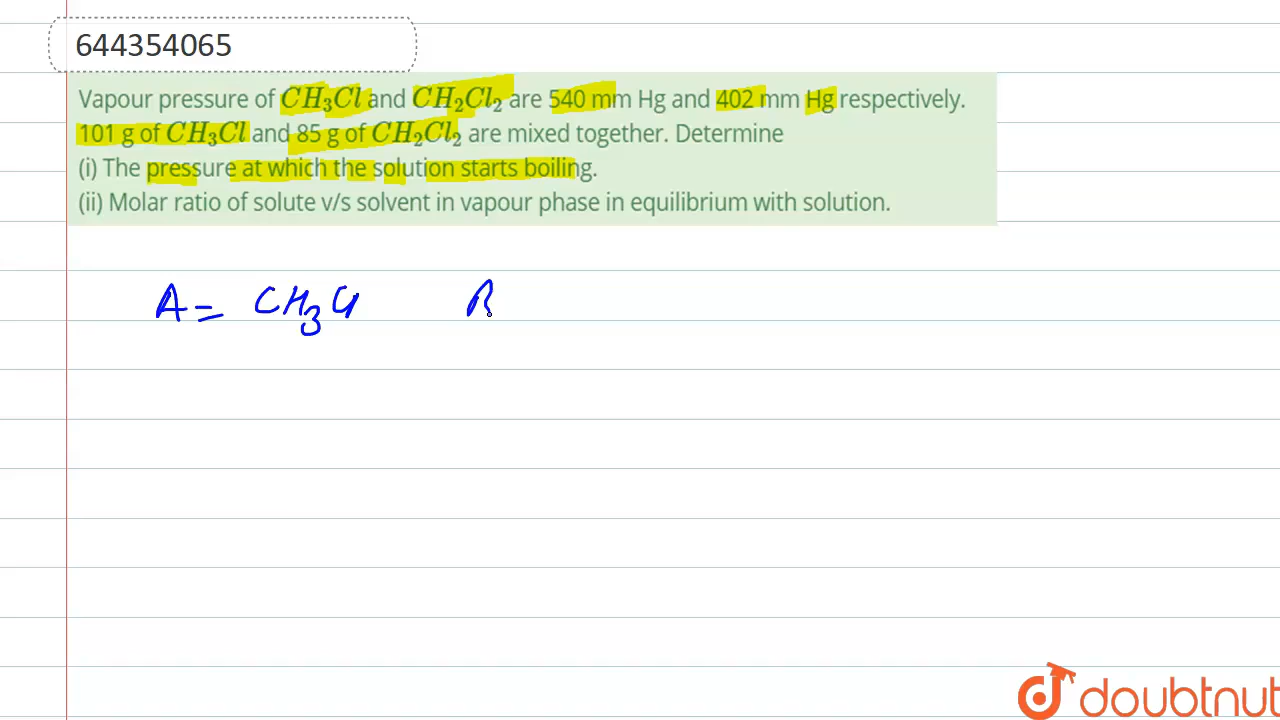 644354065
Vapour pressure of CH₃Cl and CH₂Cl₂ are 540 mm Hg and 402 mm Hg respectively.
101 g of CH₃Cl and 85 g of CH₂Cl₂ are mixed together. Determine
(i) The pressure at which the solution starts boiling.
(ii) Molar ratio of solute v/s solvent in vapour phase in equilibrium with solution.
A= CH₃Cl B
doubtnut